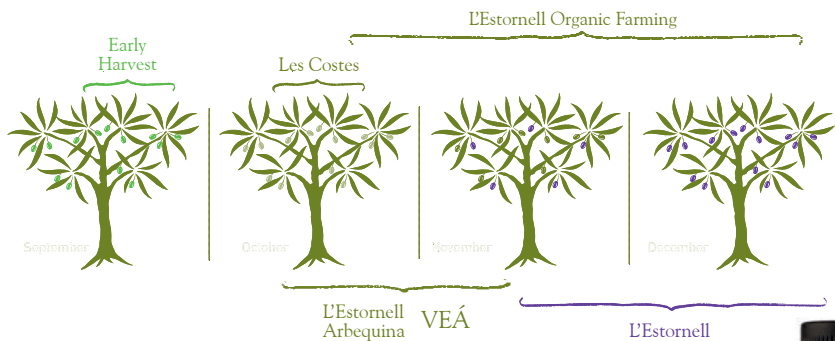 L'Estornell Organic Farming
Early
Harvest
Les Costes
September
October
November
December
L'Estornell
Arbequina
VEÁ
L'Estornell